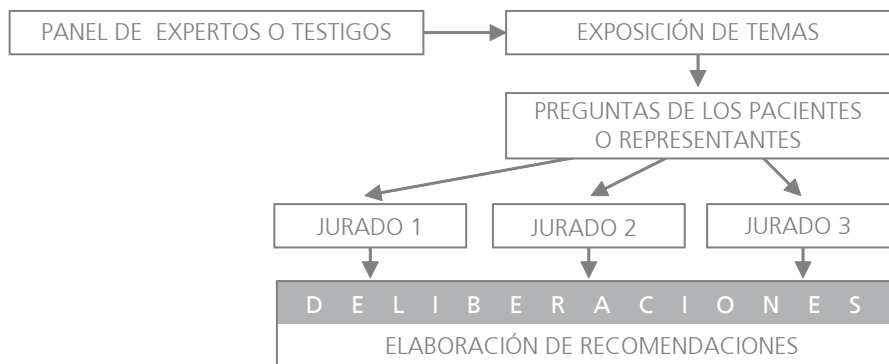 PANEL DE EXPERTOS O TESTIGOS
EXPOSICIÓN DE TEMAS
PREGUNTAS DE LOS PACIENTES
O REPRESENTANTES
JURADO 1
JURADO 2
JURADO 3
D E L I B E R A C I O N E S
ELABORACIÓN DE RECOMENDACIONES